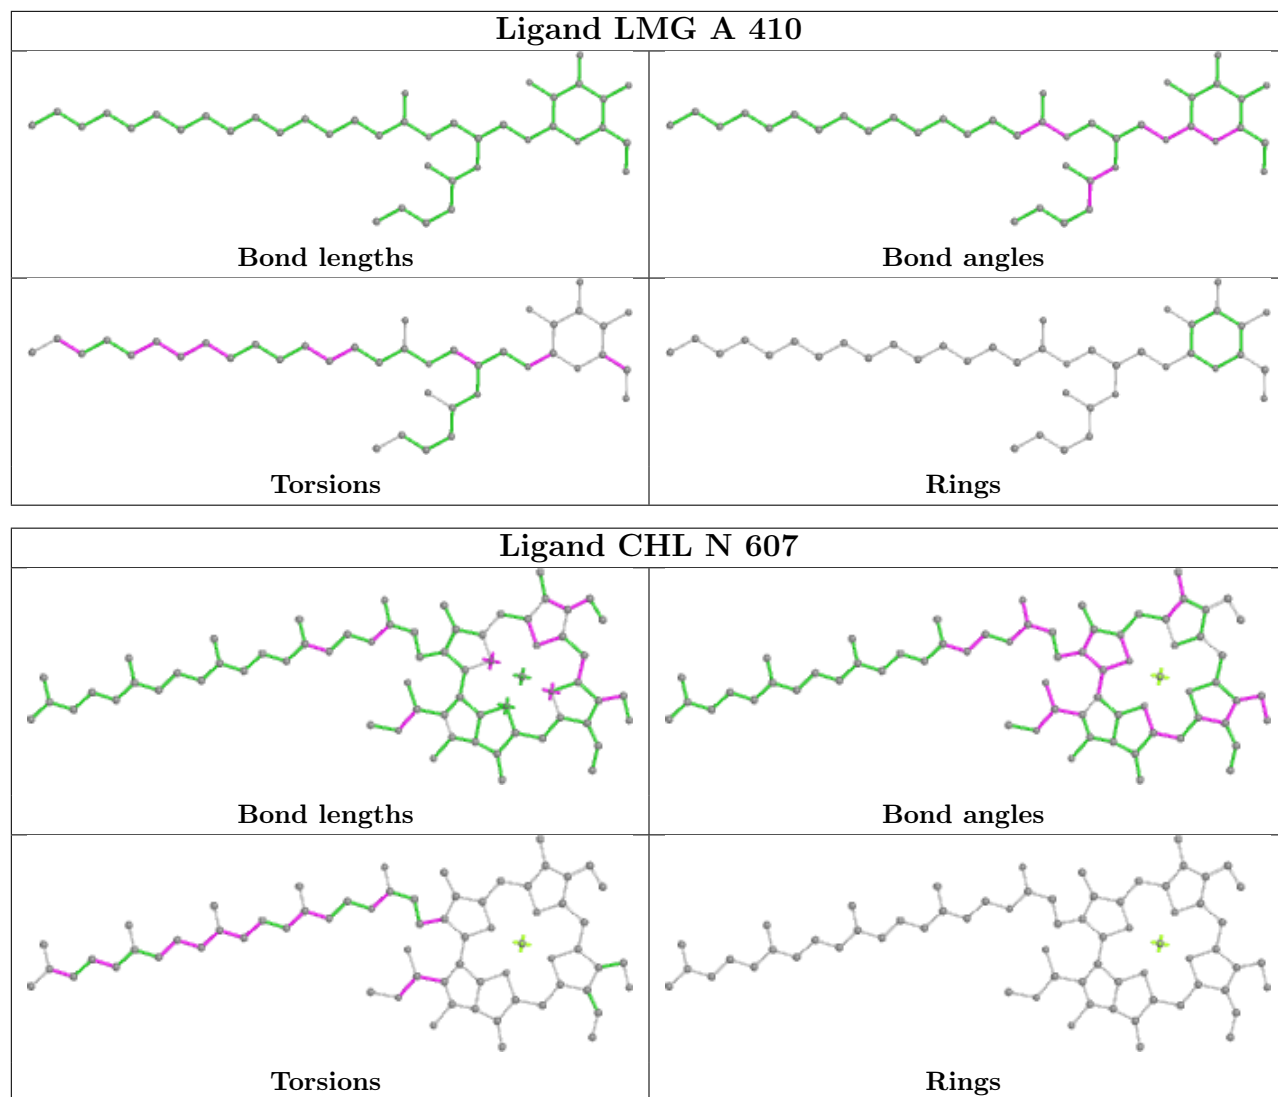 Ligand LMG A 410
Bond lengths
Bond angles
Torsions
Rings
Ligand CHL N 607
Bond lengths
Bond angles
Torsions
Rings